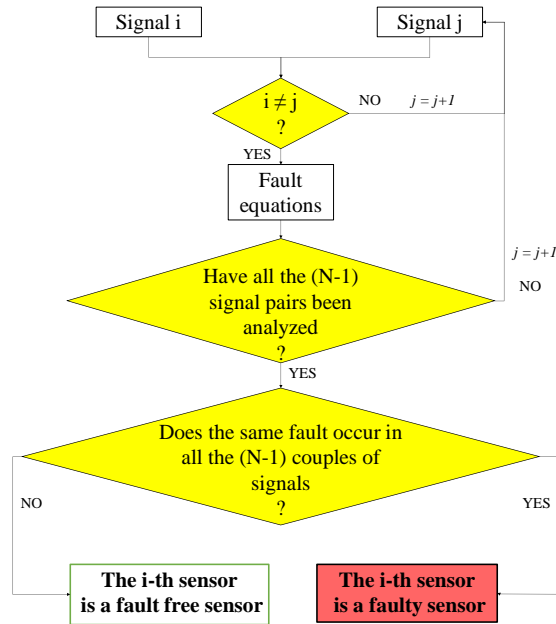 Signal i
Signal j
i ≠ j
?
NO
j = j+1
YES
Fault
equations
j = j+1
Have all the (N-1)
signal pairs been
analyzed
?
NO
YES
Does the same fault occur in
all the (N-1) couples of
signals
?
NO
YES
The i-th sensor
is a fault free sensor
The i-th sensor
is a faulty sensor